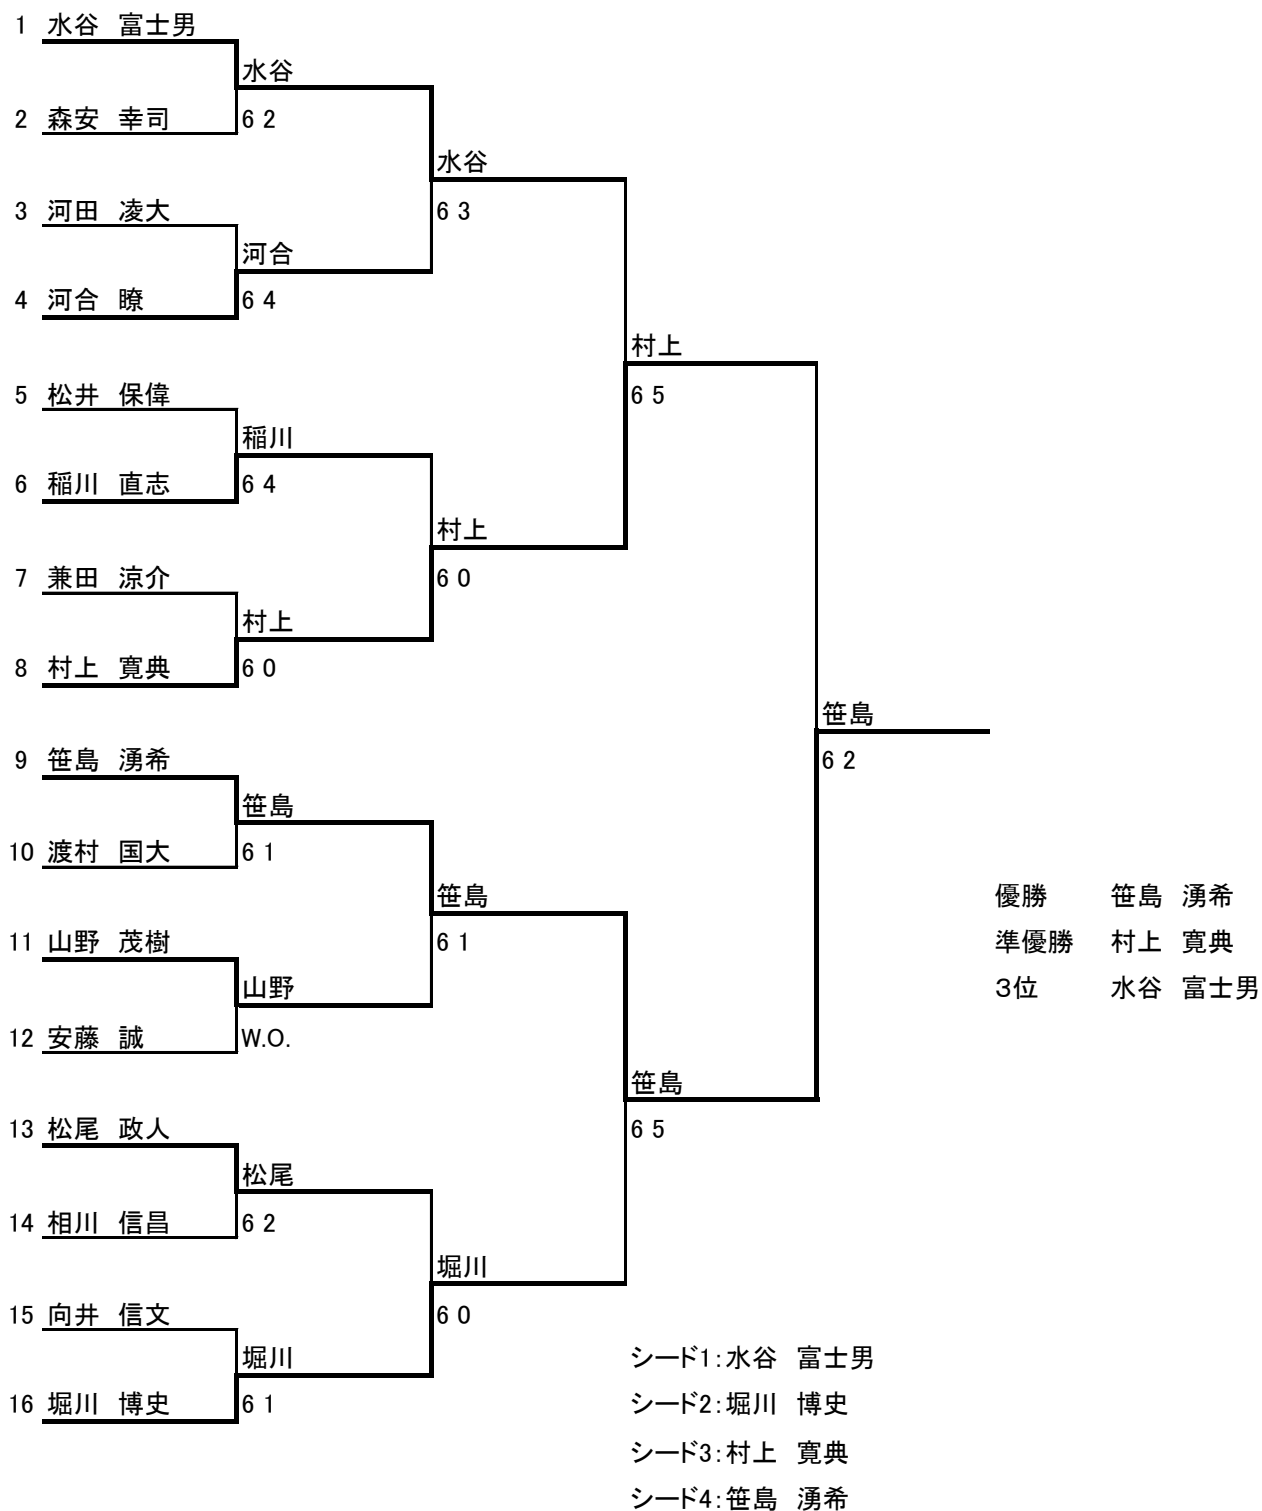 1 水谷 富士男
水谷
2 森安 幸司
6 2
水谷
3 河田 凌大
6 3
河合
4 河合 瞭
6 4
村上
5 松井 保偉
6 5
稲川
6 稲川 直志
6 4
村上
7 兼田 涼介
6 0
村上
8 村上 寛典
6 0
笹島
9 笹島 湧希
6 2
笹島
10 渡村 国大
6 1
笹島
優勝 笹島 湧希
11 山野 茂樹
6 1
準優勝 村上 寛典
山野
3位 水谷 富士男
12 安藤 誠
W.O.
笹島
13 松尾 政人
6 5
松尾
14 相川 信昌
6 2
堀川
15 向井 信文
6 0
堀川
シード1:水谷 富士男
16 堀川 博史
6 1
シード2:堀川 博史
シード3:村上 寛典
シード4:笹島 湧希